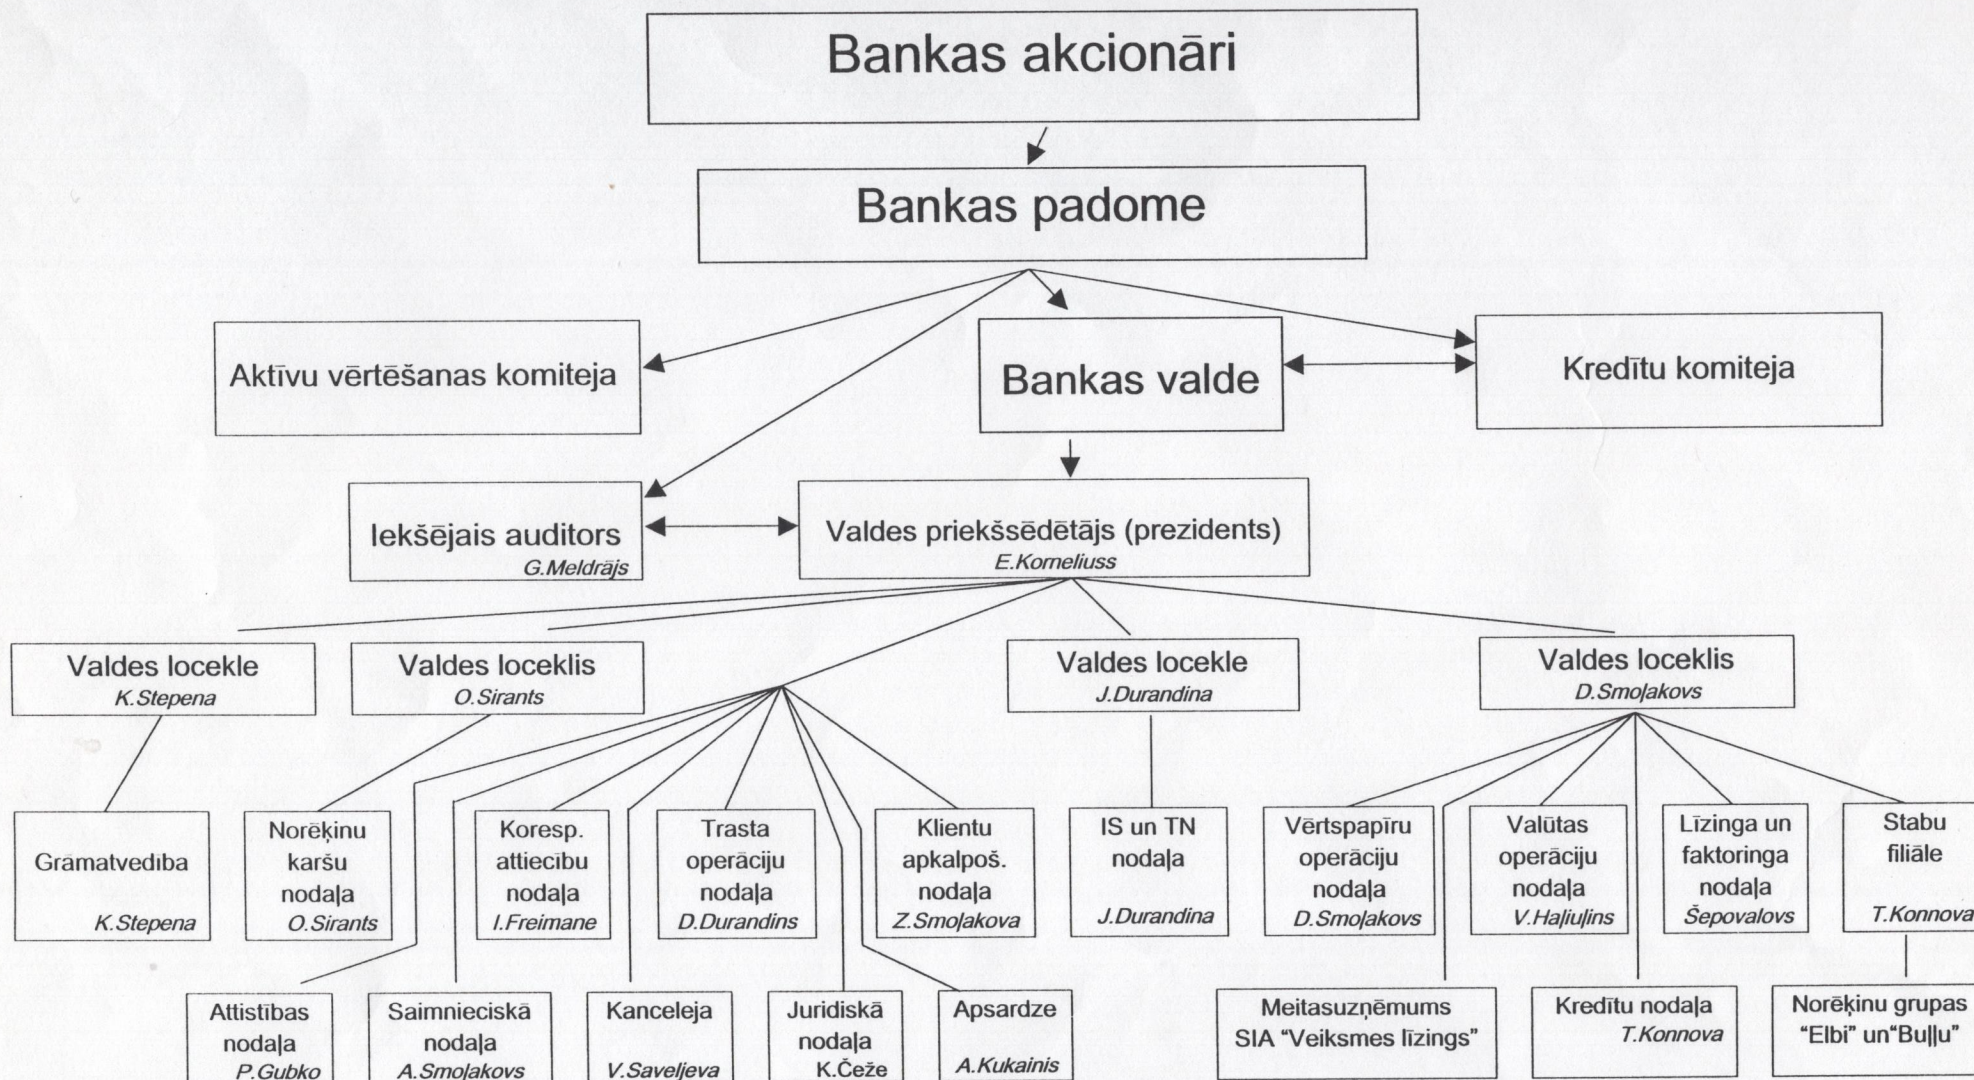 Bankas akcionāri
Bankas padome
Aktīvu vērtēšanas komiteja
Bankas valde
Kredītu komiteja
Iekšējais auditors
G.Meldrājs
Valdes priekšsēdētājs (prezidents)
E.Korneliuss
Valdes locekle
K.Stepena
Valdes loceklis
O.Sirants
Valdes locekle
J.Durandina
Valdes loceklis
D.Smoļakovs
Grāmatvedība
K.Stepena
Norēķinu
karšu
nodaļa
O.Sirants
Koresp.
attiecību
nodaļa
I.Freimane
Trasta
operāciju
nodaļa
D.Durandins
Klientu
apkalpoš.
nodaļa
Z.Smoļakova
IS un TN
nodaļa
J.Durandina
Vērtspapīru
operāciju
nodaļa
D.Smoļakovs
Valūtas
operāciju
nodaļa
V.Haļiuļins
Līzinga un
faktoringa
nodaļa
Šepovalovs
Stabu
filiāle
T.Konnova
Attīstības
nodaļa
P.Gubko
Saimnieciskā
nodaļa
A.Smoļakovs
Kanceleja
V.Saveljeva
Juridiskā
nodaļa
K.Čeže
Apsardze
A.Kukainis
Meitasuzņēmums
SIA "Veiksmes līzings"
Kredītu nodaļa
T.Konnova
Norēķinu grupas
"Elbi" un"Buļļu"